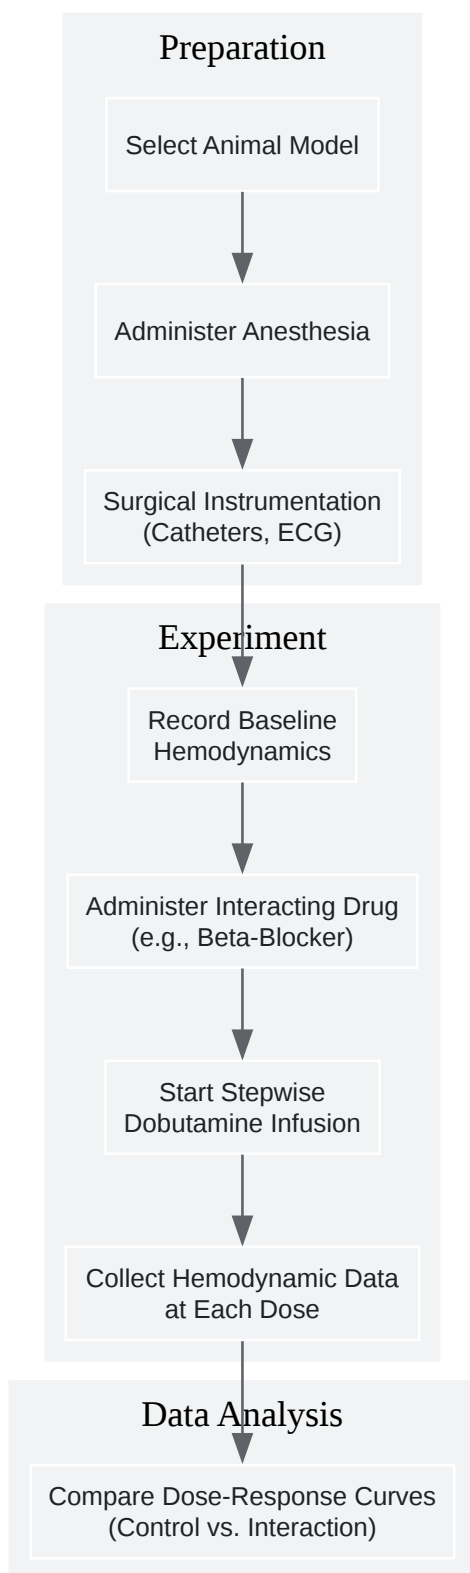 Preparation
Select Animal Model
Administer Anesthesia
Surgical Instrumentation
(Catheters, ECG)
Experiment
Record Baseline
Hemodynamics
Administer Interacting Drug
(e.g., Beta-Blocker)
Start Stepwise
Dobutamine Infusion
Collect Hemodynamic Data
at Each Dose
Data Analysis
Compare Dose-Response Curves
(Control vs. Interaction)